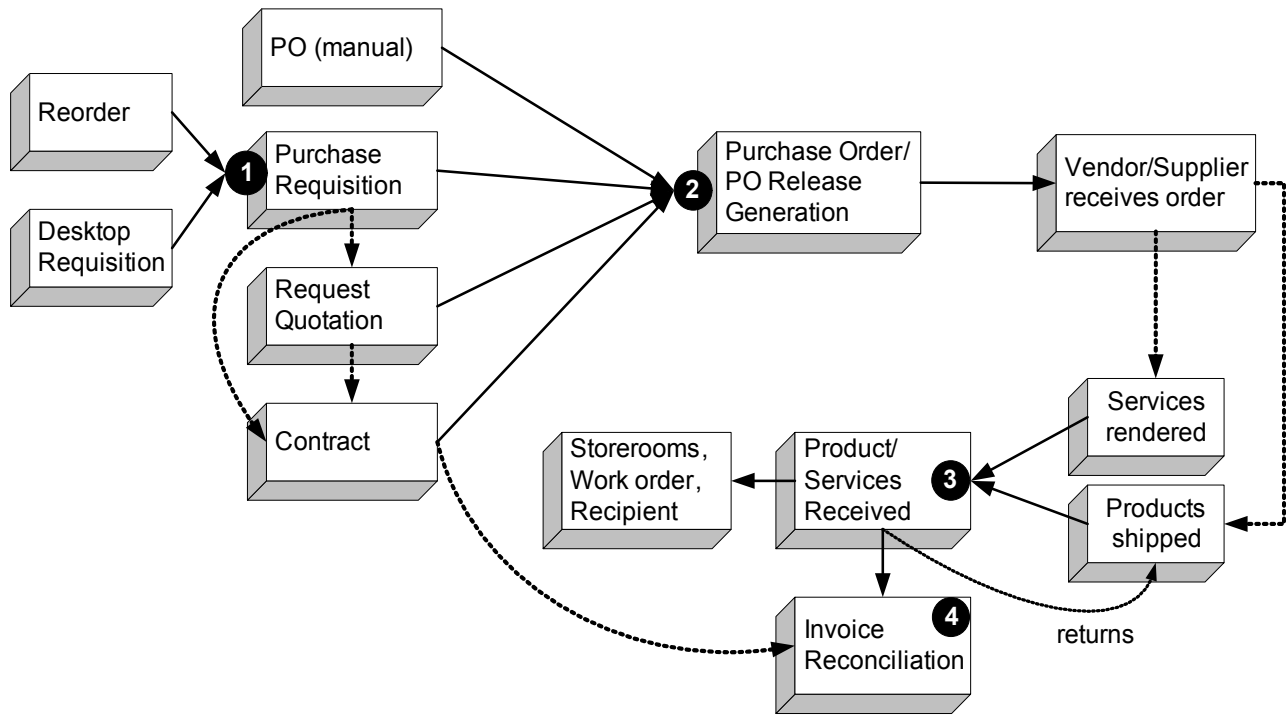 PO (manual)
Reorder
1
Purchase
Requisition
Desktop
Requisition
Request
Quotation
Contract
2
Purchase Order/
PO Release
Generation
Vendor/Supplier
receives order
Services
rendered
Products
shipped
Product/
Services
Received
3
Storerooms,
Work order,
Recipient
returns
Invoice
Reconciliation
4